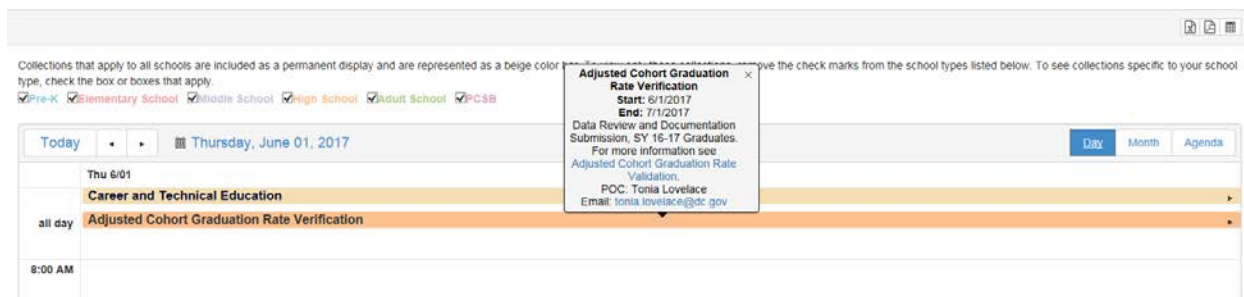 Collections that apply to all schools are included as a permanent display and are represented as a beige color move the check marks from the school types listed below. To see collections specific to your school
type, check the box or boxes that apply.
Pre-K Elementary School Middle School High School Adult School PCSB
Adjusted Cohort Graduation ×
Rate Verification
Start: 6/1/2017
End: 7/1/2017
Data Review and Documentation
Submission, SY 16-17 Graduates.
For more information see
Adjusted Cohort Graduation Rate
Validation.
POC: Tonia Lovelace
Email: tonia.lovelace@dc.gov
Today Thursday, June 01, 2017 Day Month Agenda
Thu 6/01
Career and Technical Education
all day Adjusted Cohort Graduation Rate Verification
8:00 AM